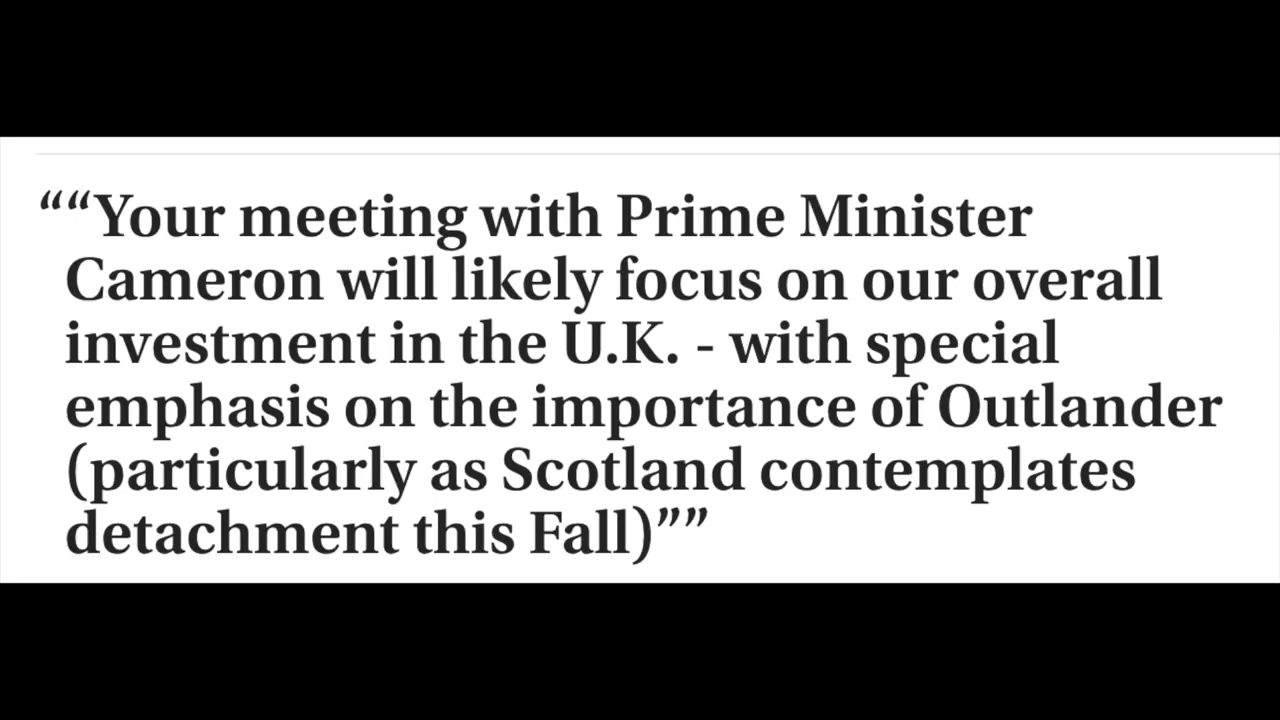 ““Your meeting with Prime Minister
Cameron will likely focus on our overall
investment in the U.K. - with special
emphasis on the importance of Outlander
(particularly as Scotland contemplates
detachment this Fall)””